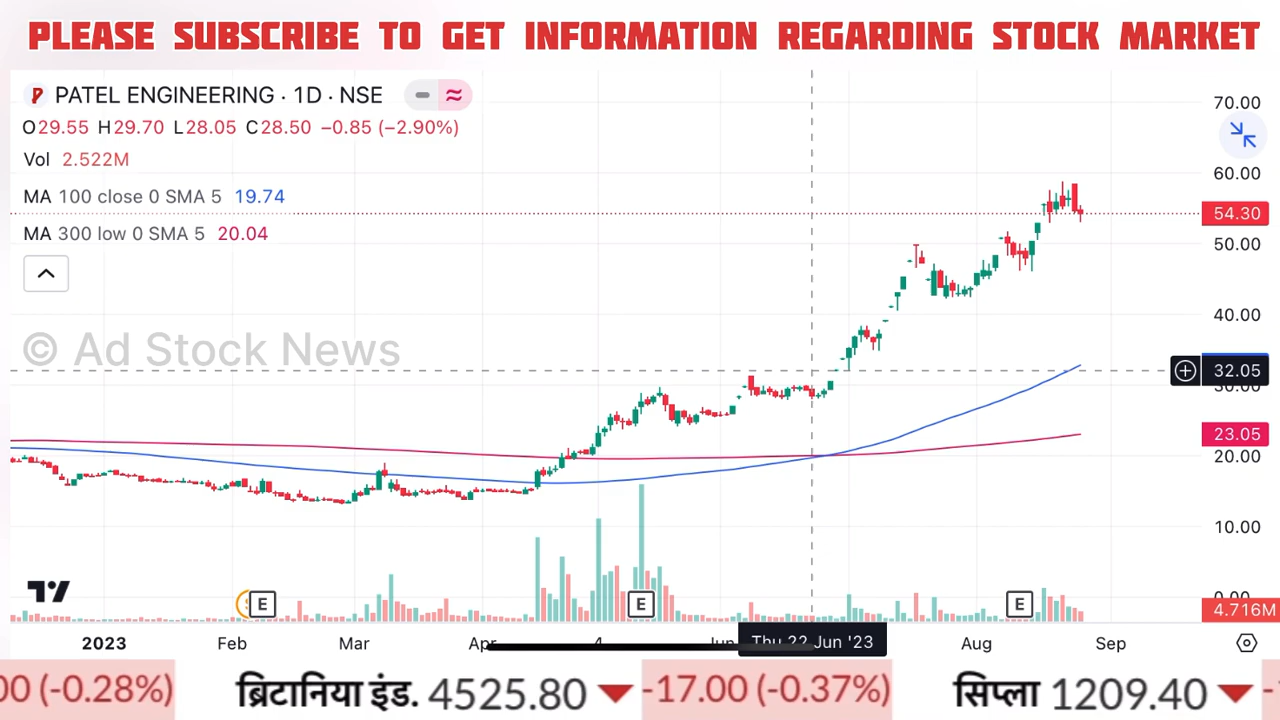 PLEASE SUBSCRIBE TO GET INFORMATION REGARDING STOCK MARKET
PATEL ENGINEERING · 1D · NSE
O29.55 H29.70 L28.05 C28.50 −0.85 (−2.90%)
Vol 2.522M
MA 100 close 0 SMA 5 19.74
MA 300 low 0 SMA 5 20.04
© Ad Stock News
70.00
60.00
54.30
50.00
40.00
32.05
30.00
23.05
20.00
10.00
0.00
4.716M
E E E
2023 Feb Mar Apr Jun Thu 22 Jun '23 Aug Sep
00 (-0.28%) ब्रिटानिया इंड. 4525.80 -17.00 (-0.37%) सिप्ला 1209.40